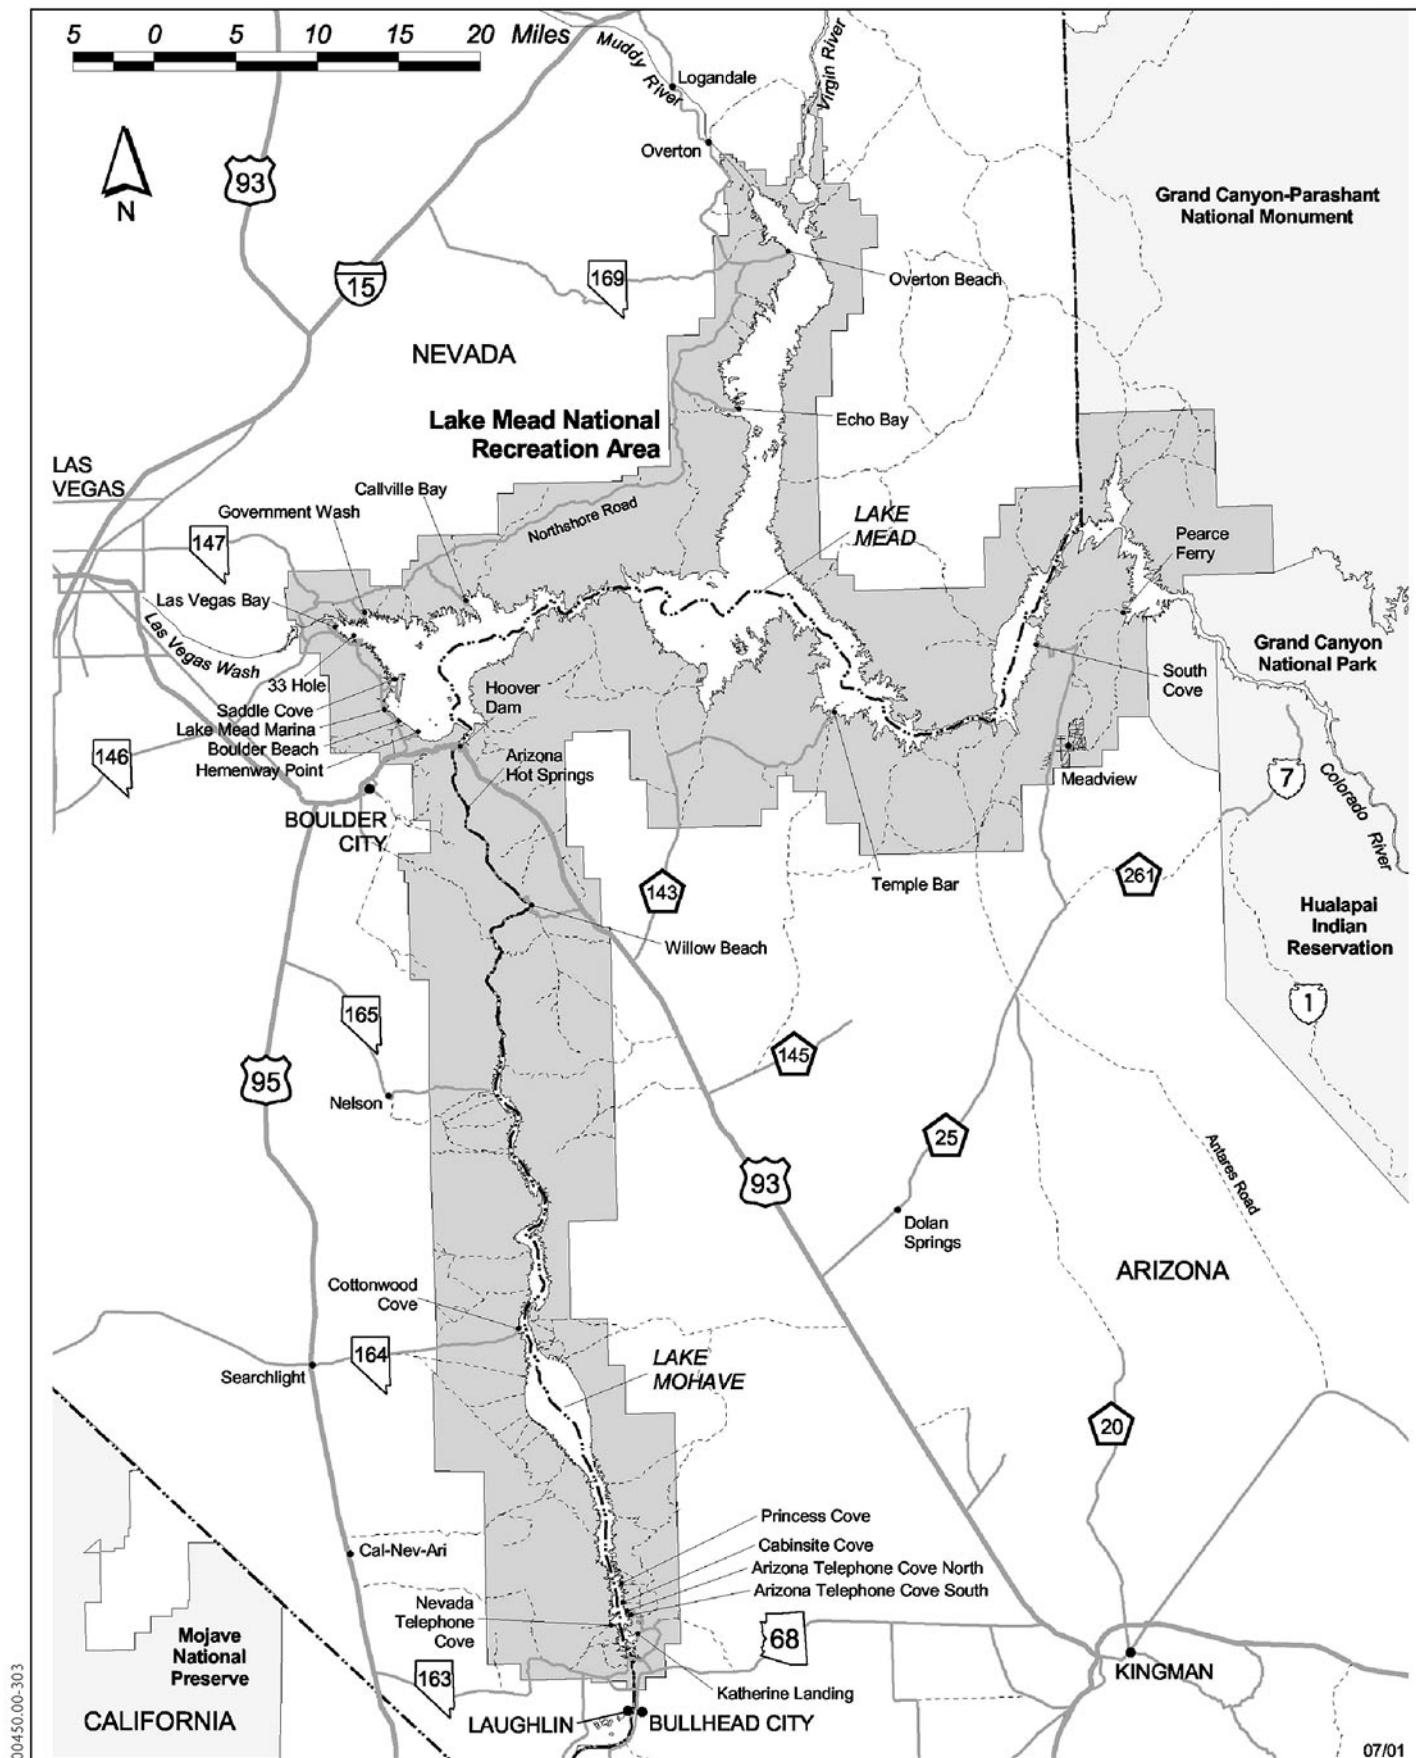 5 0 5 10 15 20 Miles
Muddy
River
Virgin River
Logandale
Overton
N
93
15
169
Grand Canyon-Parashant
National Monument
Overton Beach
NEVADA
Lake Mead National
Recreation Area
Echo Bay
LAS
VEGAS
Callville Bay
Government Wash
Northshore Road
LAKE
MEAD
147
Pearce
Ferry
Las Vegas Bay
Las Vegas Wash
33 Hole
Saddle Cove
Lake Mead Marina
Boulder Beach
Hemenway Point
Hoover
Dam
Grand Canyon
National Park
South
Cove
146
Arizona
Hot Springs
Meadview
7
Colorado
River
BOULDER
CITY
143
Temple Bar
261
Hualapai
Indian
Reservation
Willow Beach
165
1
145
95
Nelson
25
Antares Road
93
Dolan
Springs
ARIZONA
Cottonwood
Cove
164
Searchlight
LAKE
MOHAVE
20
Princess Cove
Cabinsite Cove
Arizona Telephone Cove North
Arizona Telephone Cove South
Cal-Nev-Ari
Nevada
Telephone
Cove
68
Mojave
National
Preserve
163
KINGMAN
Katherine Landing
CALIFORNIA
LAUGHLIN
BULLHEAD CITY
00450.00-303
07/01